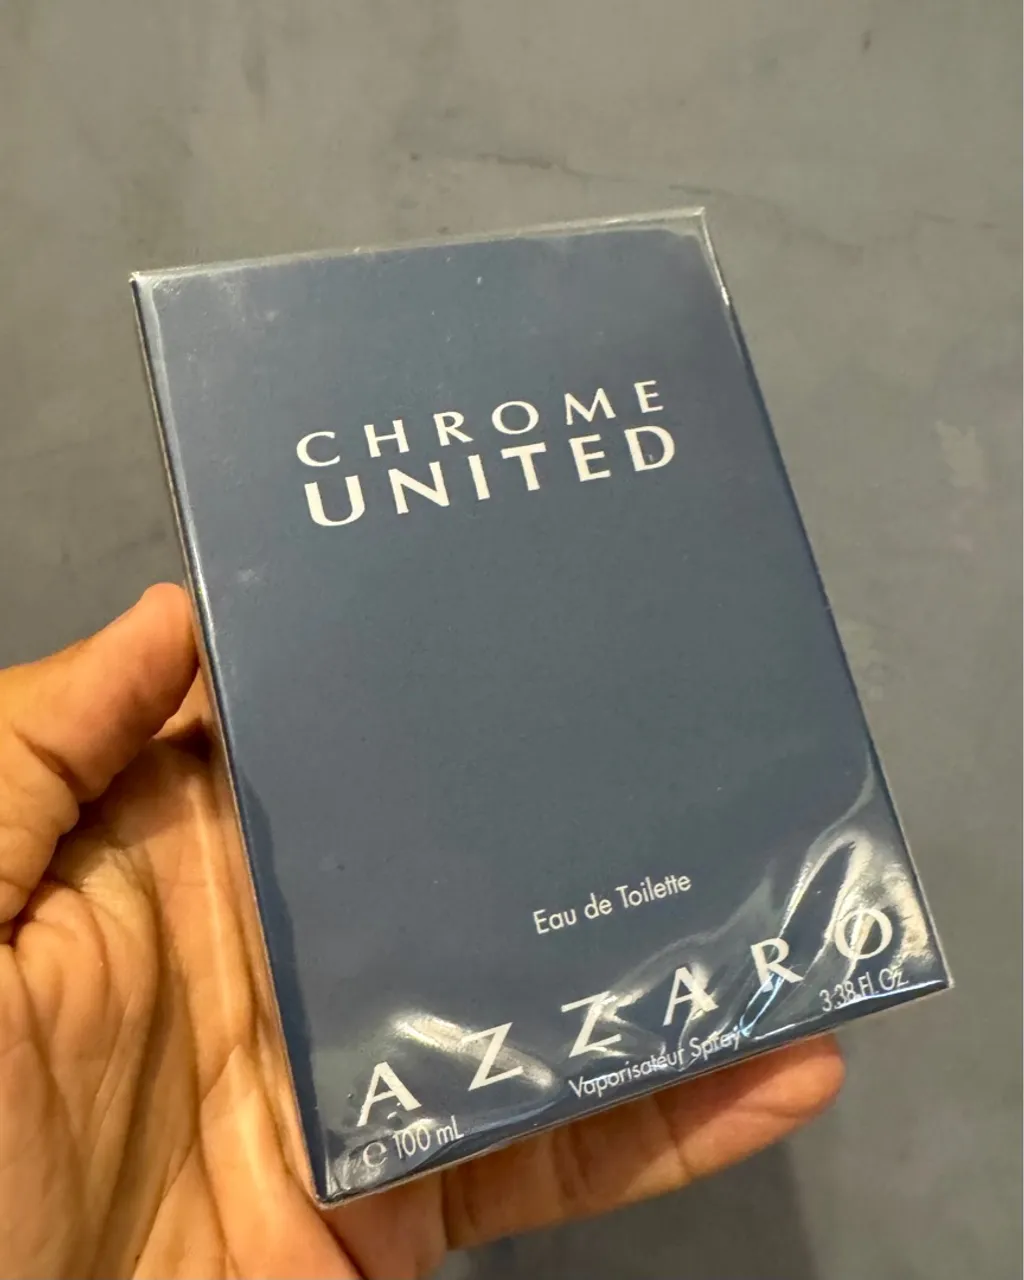 CHROME
UNITED
Eau de Toilette
AZZARO
e 100 mL Vaporisateur Spray 3.38 Fl. Oz.